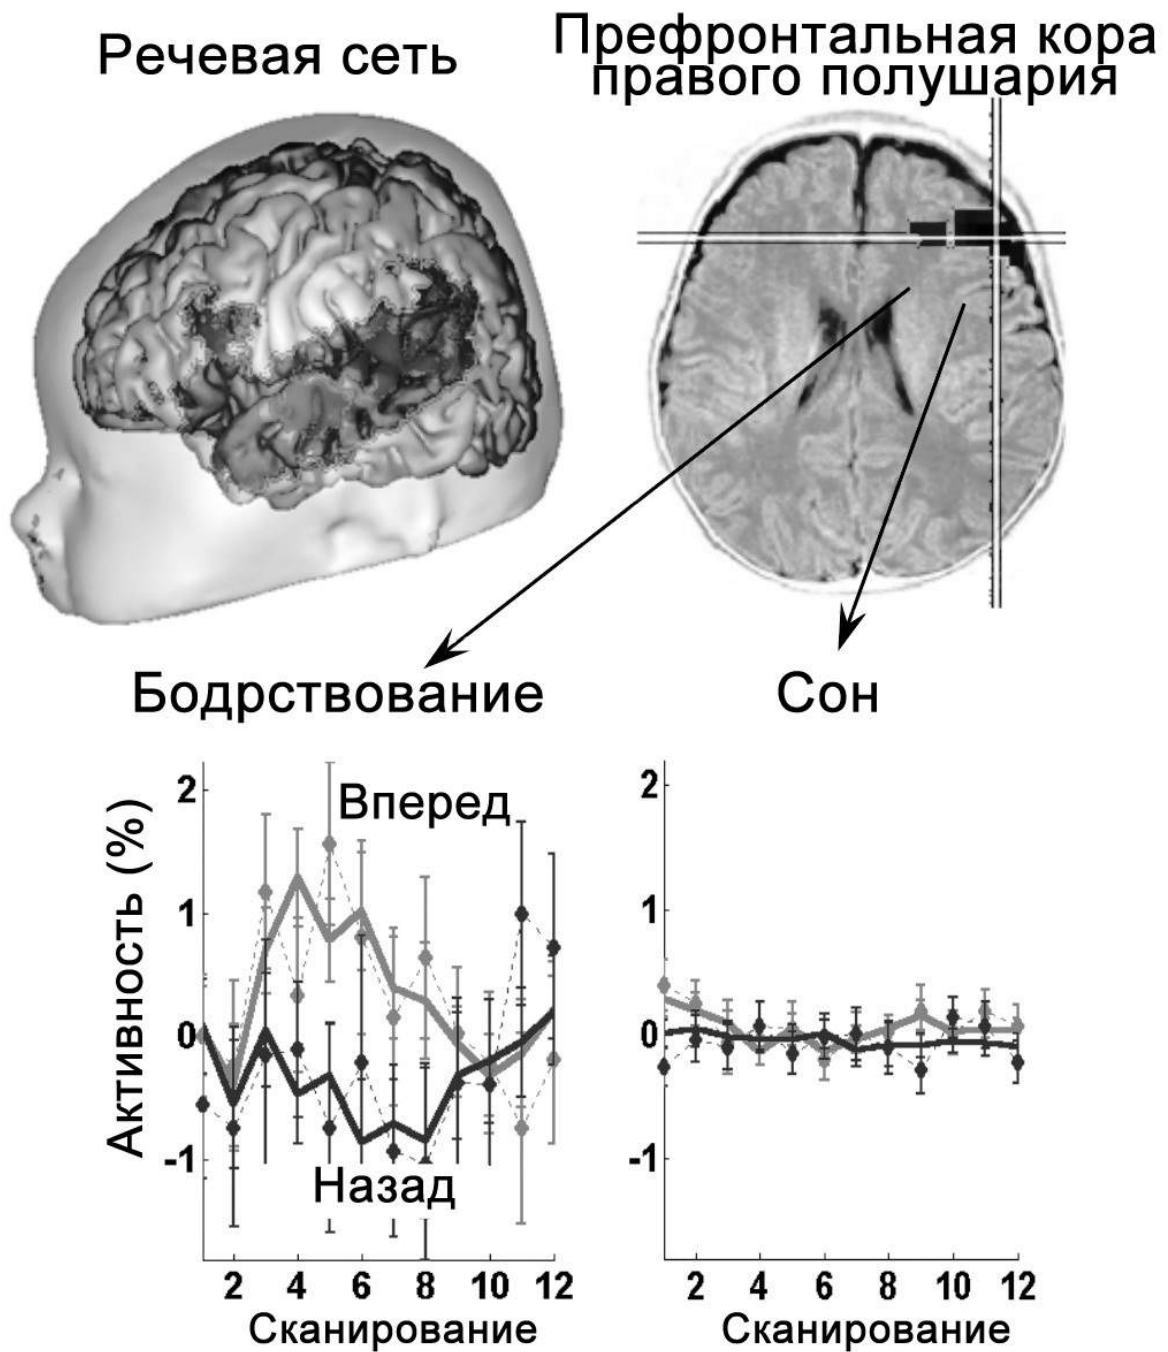 Речевая сеть
Префронтальная кора
правого полушария
Бодрствование
Сон
Активность (%)
2
1
0
-1
Вперед
Назад
2 4 6 8 10 12
Сканирование
2
1
0
-1
2 4 6 8 10 12
Сканирование